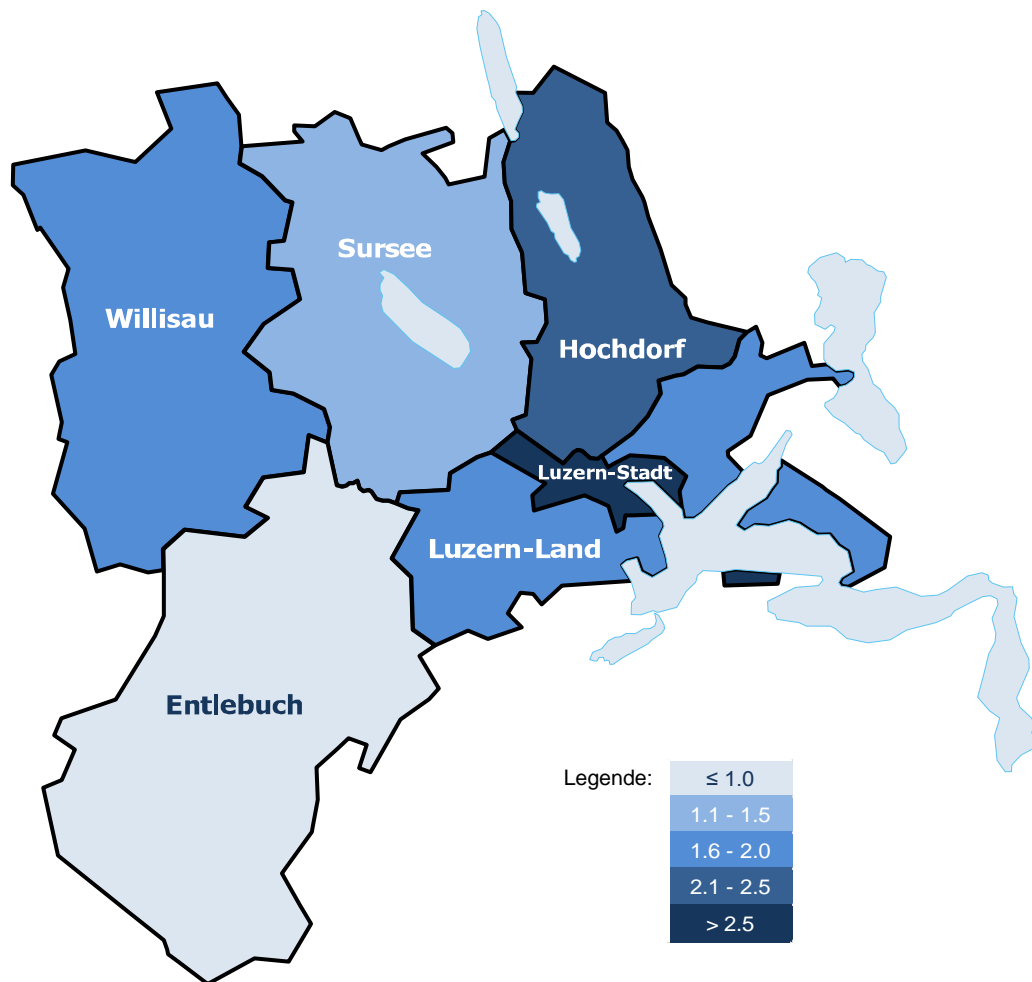 Sursee
Willisau
Hochdorf
Luzern-Stadt
Luzern-Land
Entlebuch
Legende:
≤ 1.0
1.1 - 1.5
1.6 - 2.0
2.1 - 2.5
> 2.5